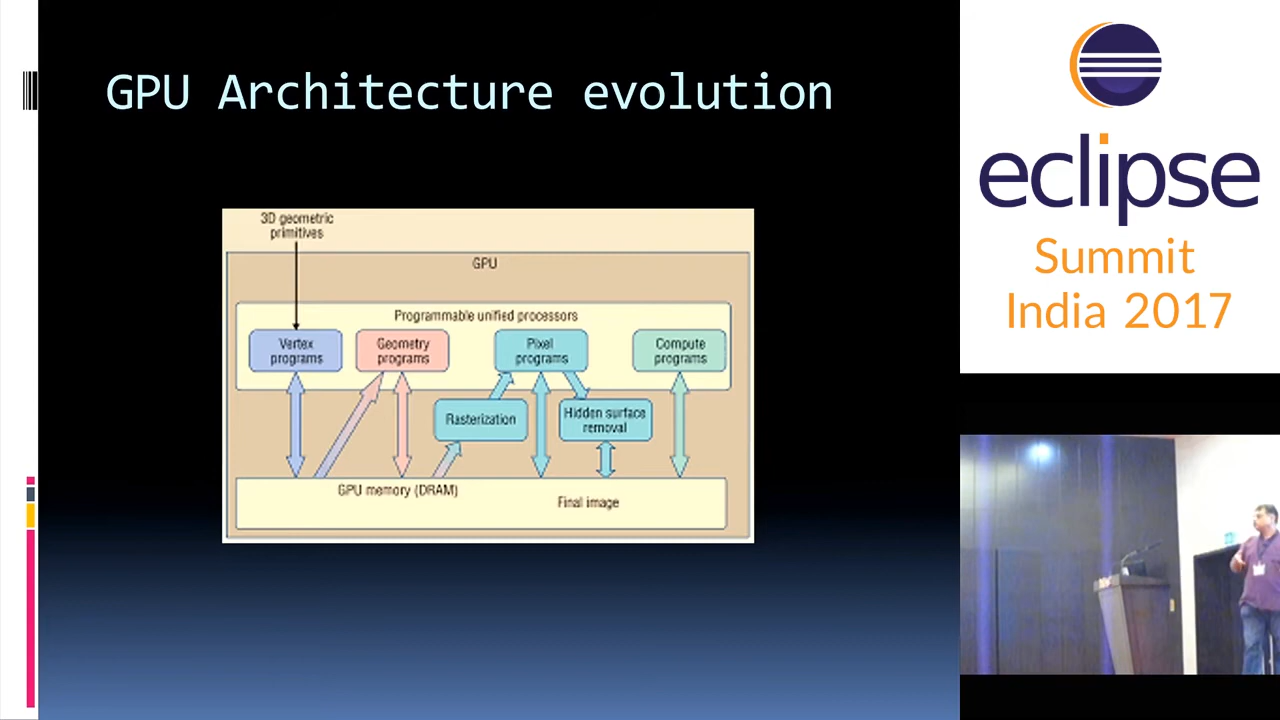 GPU Architecture evolution
3D geometric
primitives
GPU
Programmable unified processors
Vertex
programs
Geometry
programs
Pixel
programs
Compute
programs
Rasterization
Hidden surface
removal
GPU memory (DRAM)
Final image
eclipse
Summit
India 2017